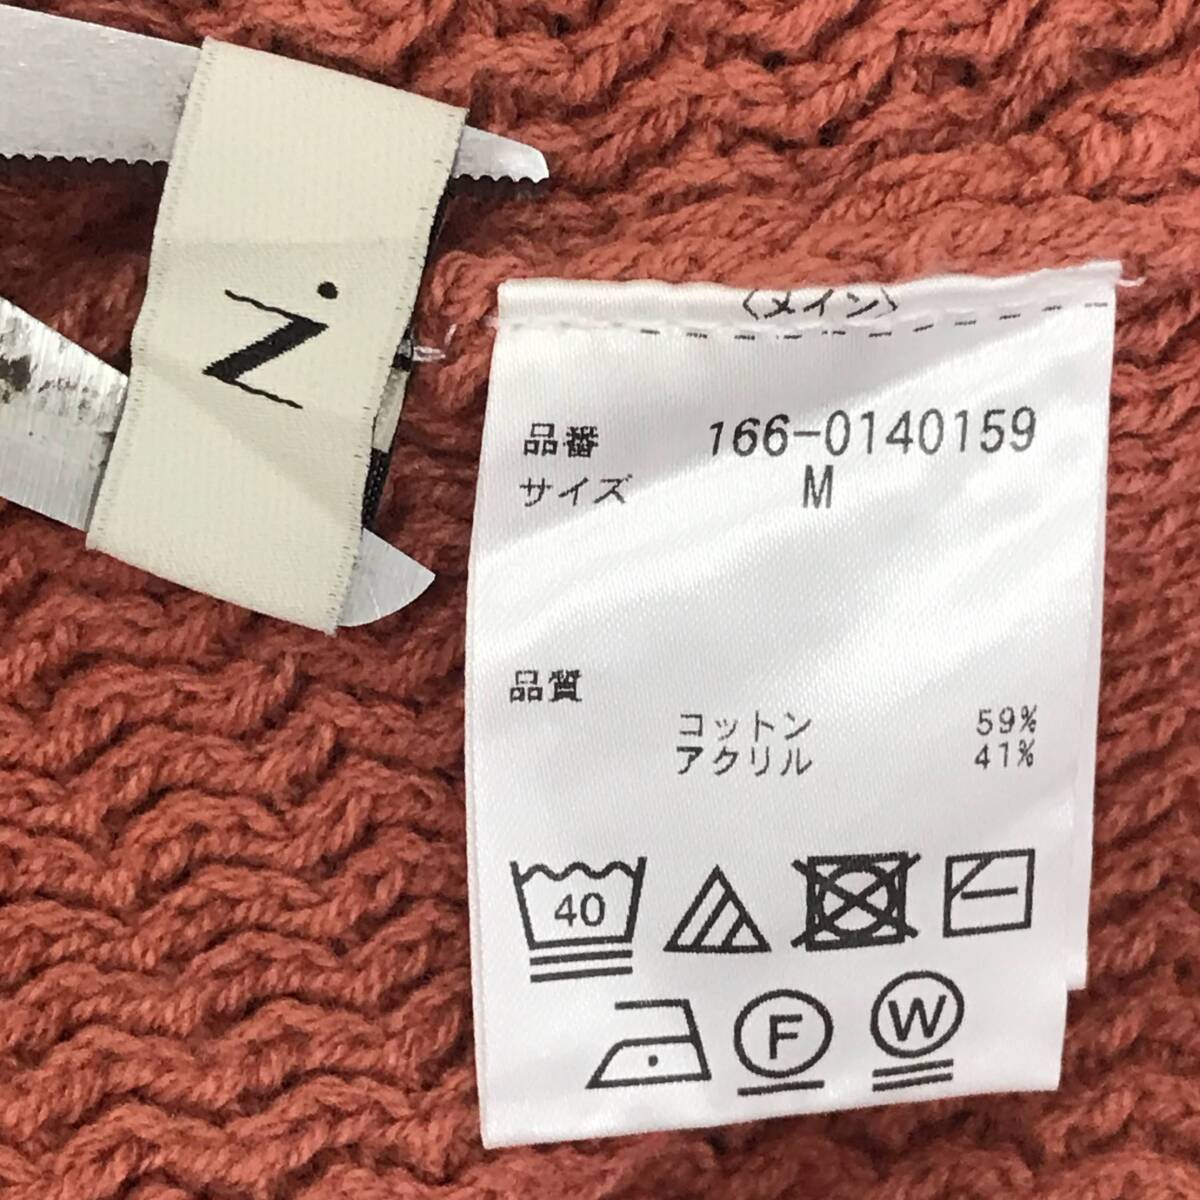 〈メイン〉
品番 166-0140159
サイズ M
品質
コットン 59%
アクリル 41%
40
F
W